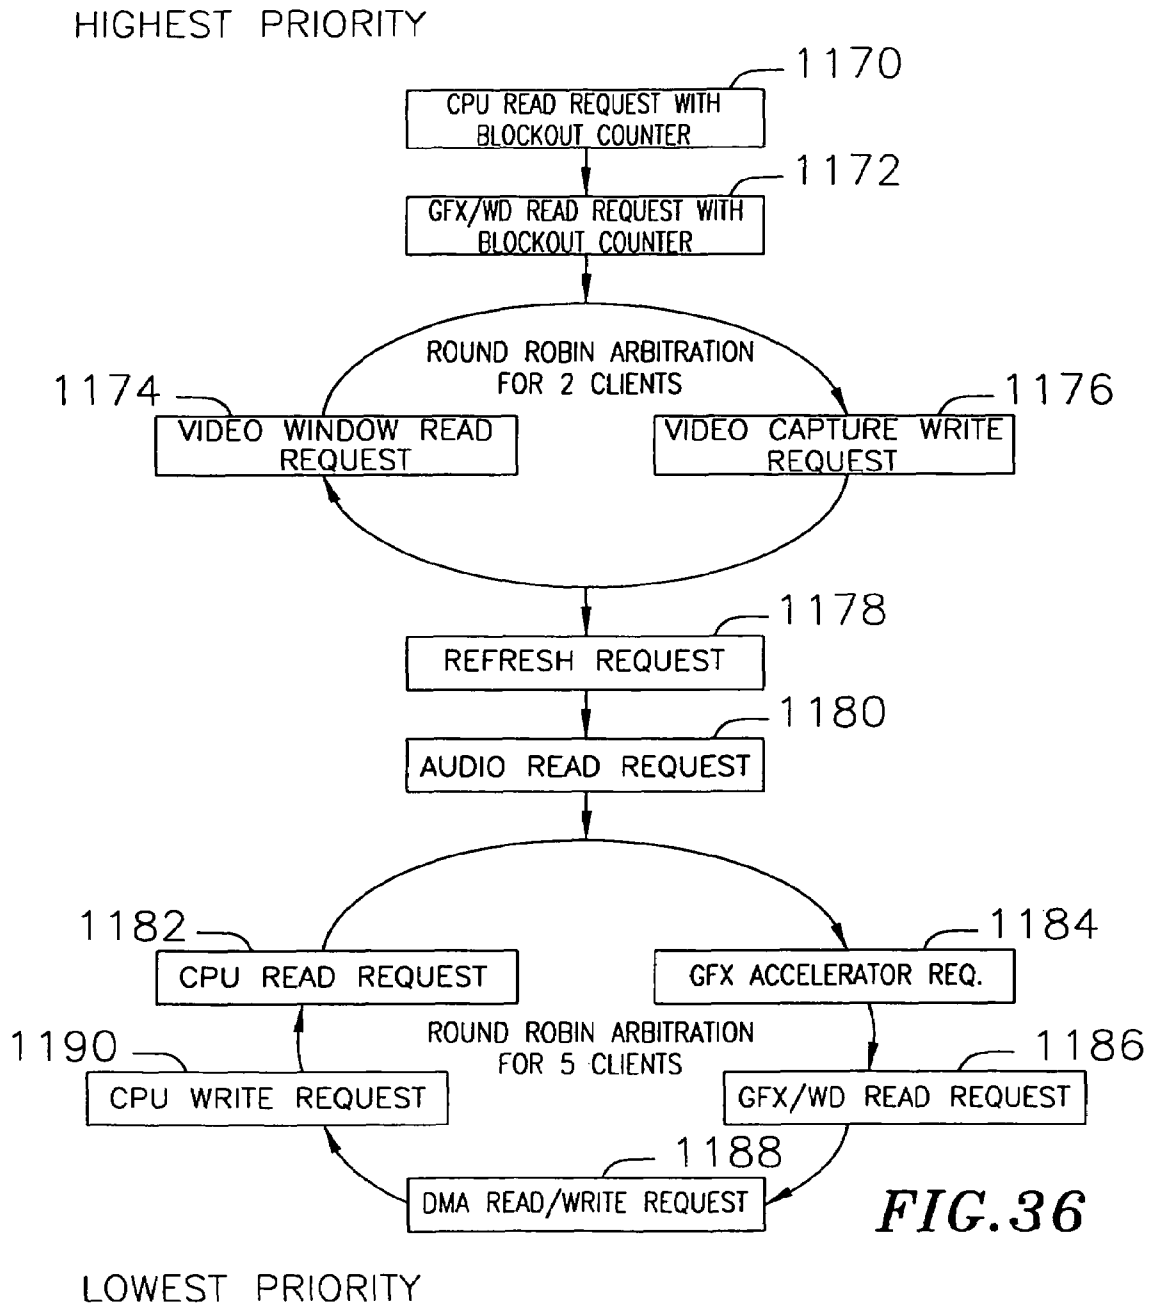 HIGHEST PRIORITY
1170
CPU READ REQUEST WITH
BLOCKOUT COUNTER
1172
GFX/WD READ REQUEST WITH
BLOCKOUT COUNTER
ROUND ROBIN ARBITRATION
FOR 2 CLIENTS
1174
1176
VIDEO WINDOW READ
REQUEST
VIDEO CAPTURE WRITE
REQUEST
1178
REFRESH REQUEST
1180
AUDIO READ REQUEST
1182
1184
CPU READ REQUEST
GFX ACCELERATOR REQ.
ROUND ROBIN ARBITRATION
FOR 5 CLIENTS
1190
1186
CPU WRITE REQUEST
GFX/WD READ REQUEST
1188
DMA READ/WRITE REQUEST
FIG.36
LOWEST PRIORITY